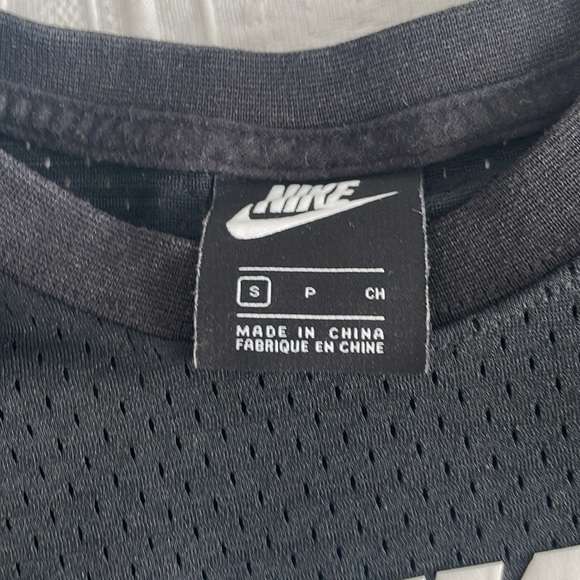 NIKE
S P CH
MADE IN CHINA
FABRIQUE EN CHINE